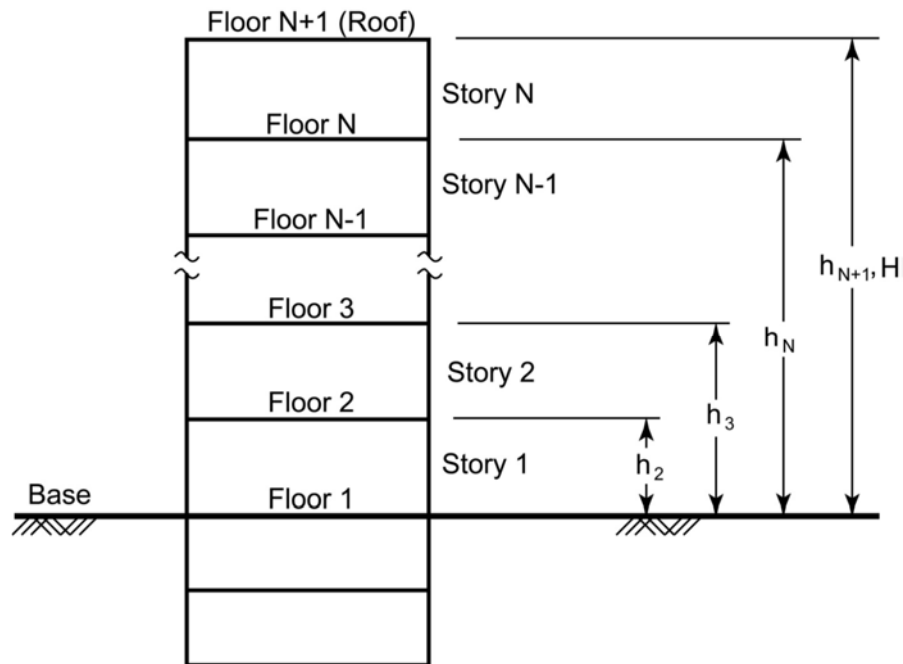 Floor N+1 (Roof)
Story N
Floor N
Story N-1
Floor N-1
h_{N+1}, H
Floor 3
h_N
Story 2
Floor 2
h_3
Story 1
h_2
Base
Floor 1